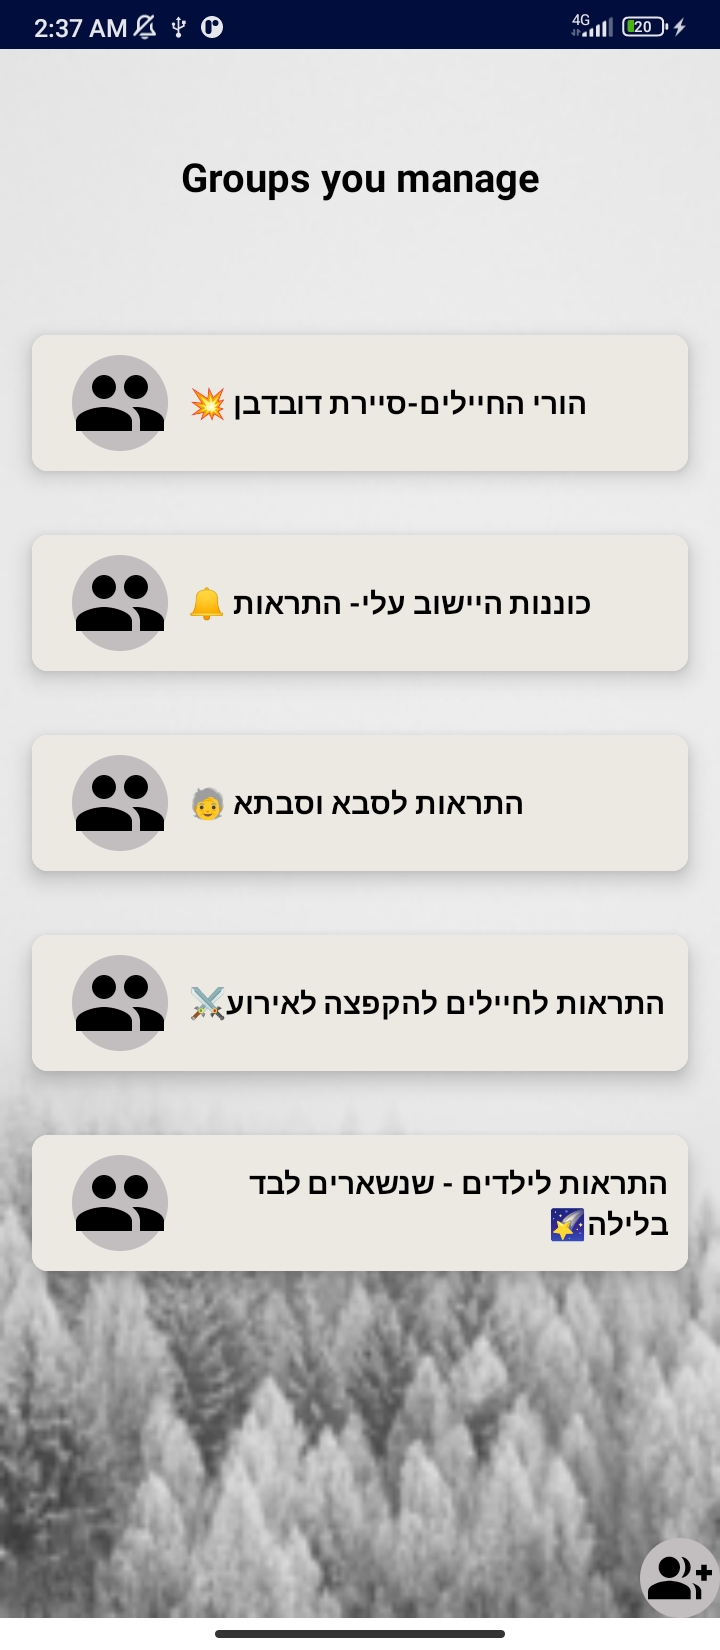 2:37 AM 4G 20
Groups you manage
הורי החיילים-סיירת דובדבן 💥
כוננות היישוב עלי- התראות 🔔
התראות לסבא וסבתא 🧓
התראות לחיילים להקפצה לאירוע⚔️
התראות לילדים - שנשארים לבד
בלילה🌠